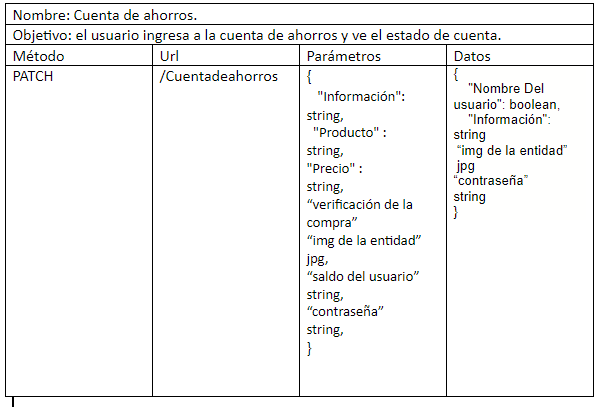 Nombre: Cuenta de ahorros.
Objetivo: el usuario ingresa a la cuenta de ahorros y ve el estado de cuenta.
Método
Url
Parámetros
Datos
PATCH
/Cuentadeahorros
{
"Información":
string,
"Producto" :
string,
"Precio" :
string,
“verificación de la
compra”
“img de la entidad”
jpg,
“saldo del usuario”
string,
“contraseña”
string,
}
{
"Nombre Del
usuario": boolean,
"Información":
string
“img de la entidad”
jpg
“contraseña”
string
}